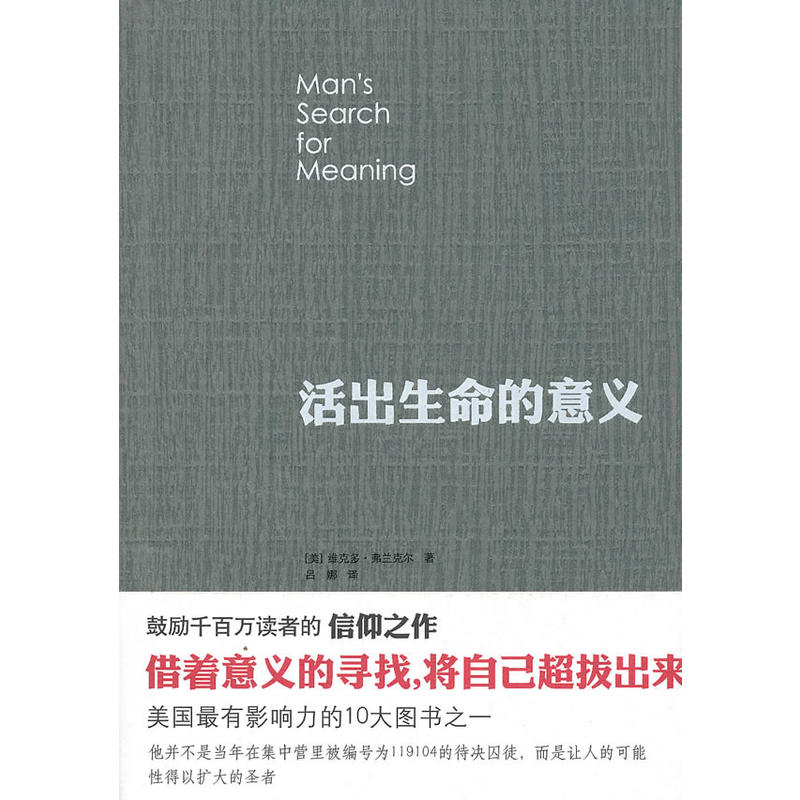 Man's
Search
for
Meaning
活出生命的意义
[美] 维克多·弗兰克尔 著
吕 娜 译
鼓励千百万读者的 信仰之作
借着意义的寻找,将自己超拔出来
美国最有影响力的10大图书之一
他并不是当年在集中营里被编号为119104的待决囚徒，而是让人的可能
性得以扩大的圣者